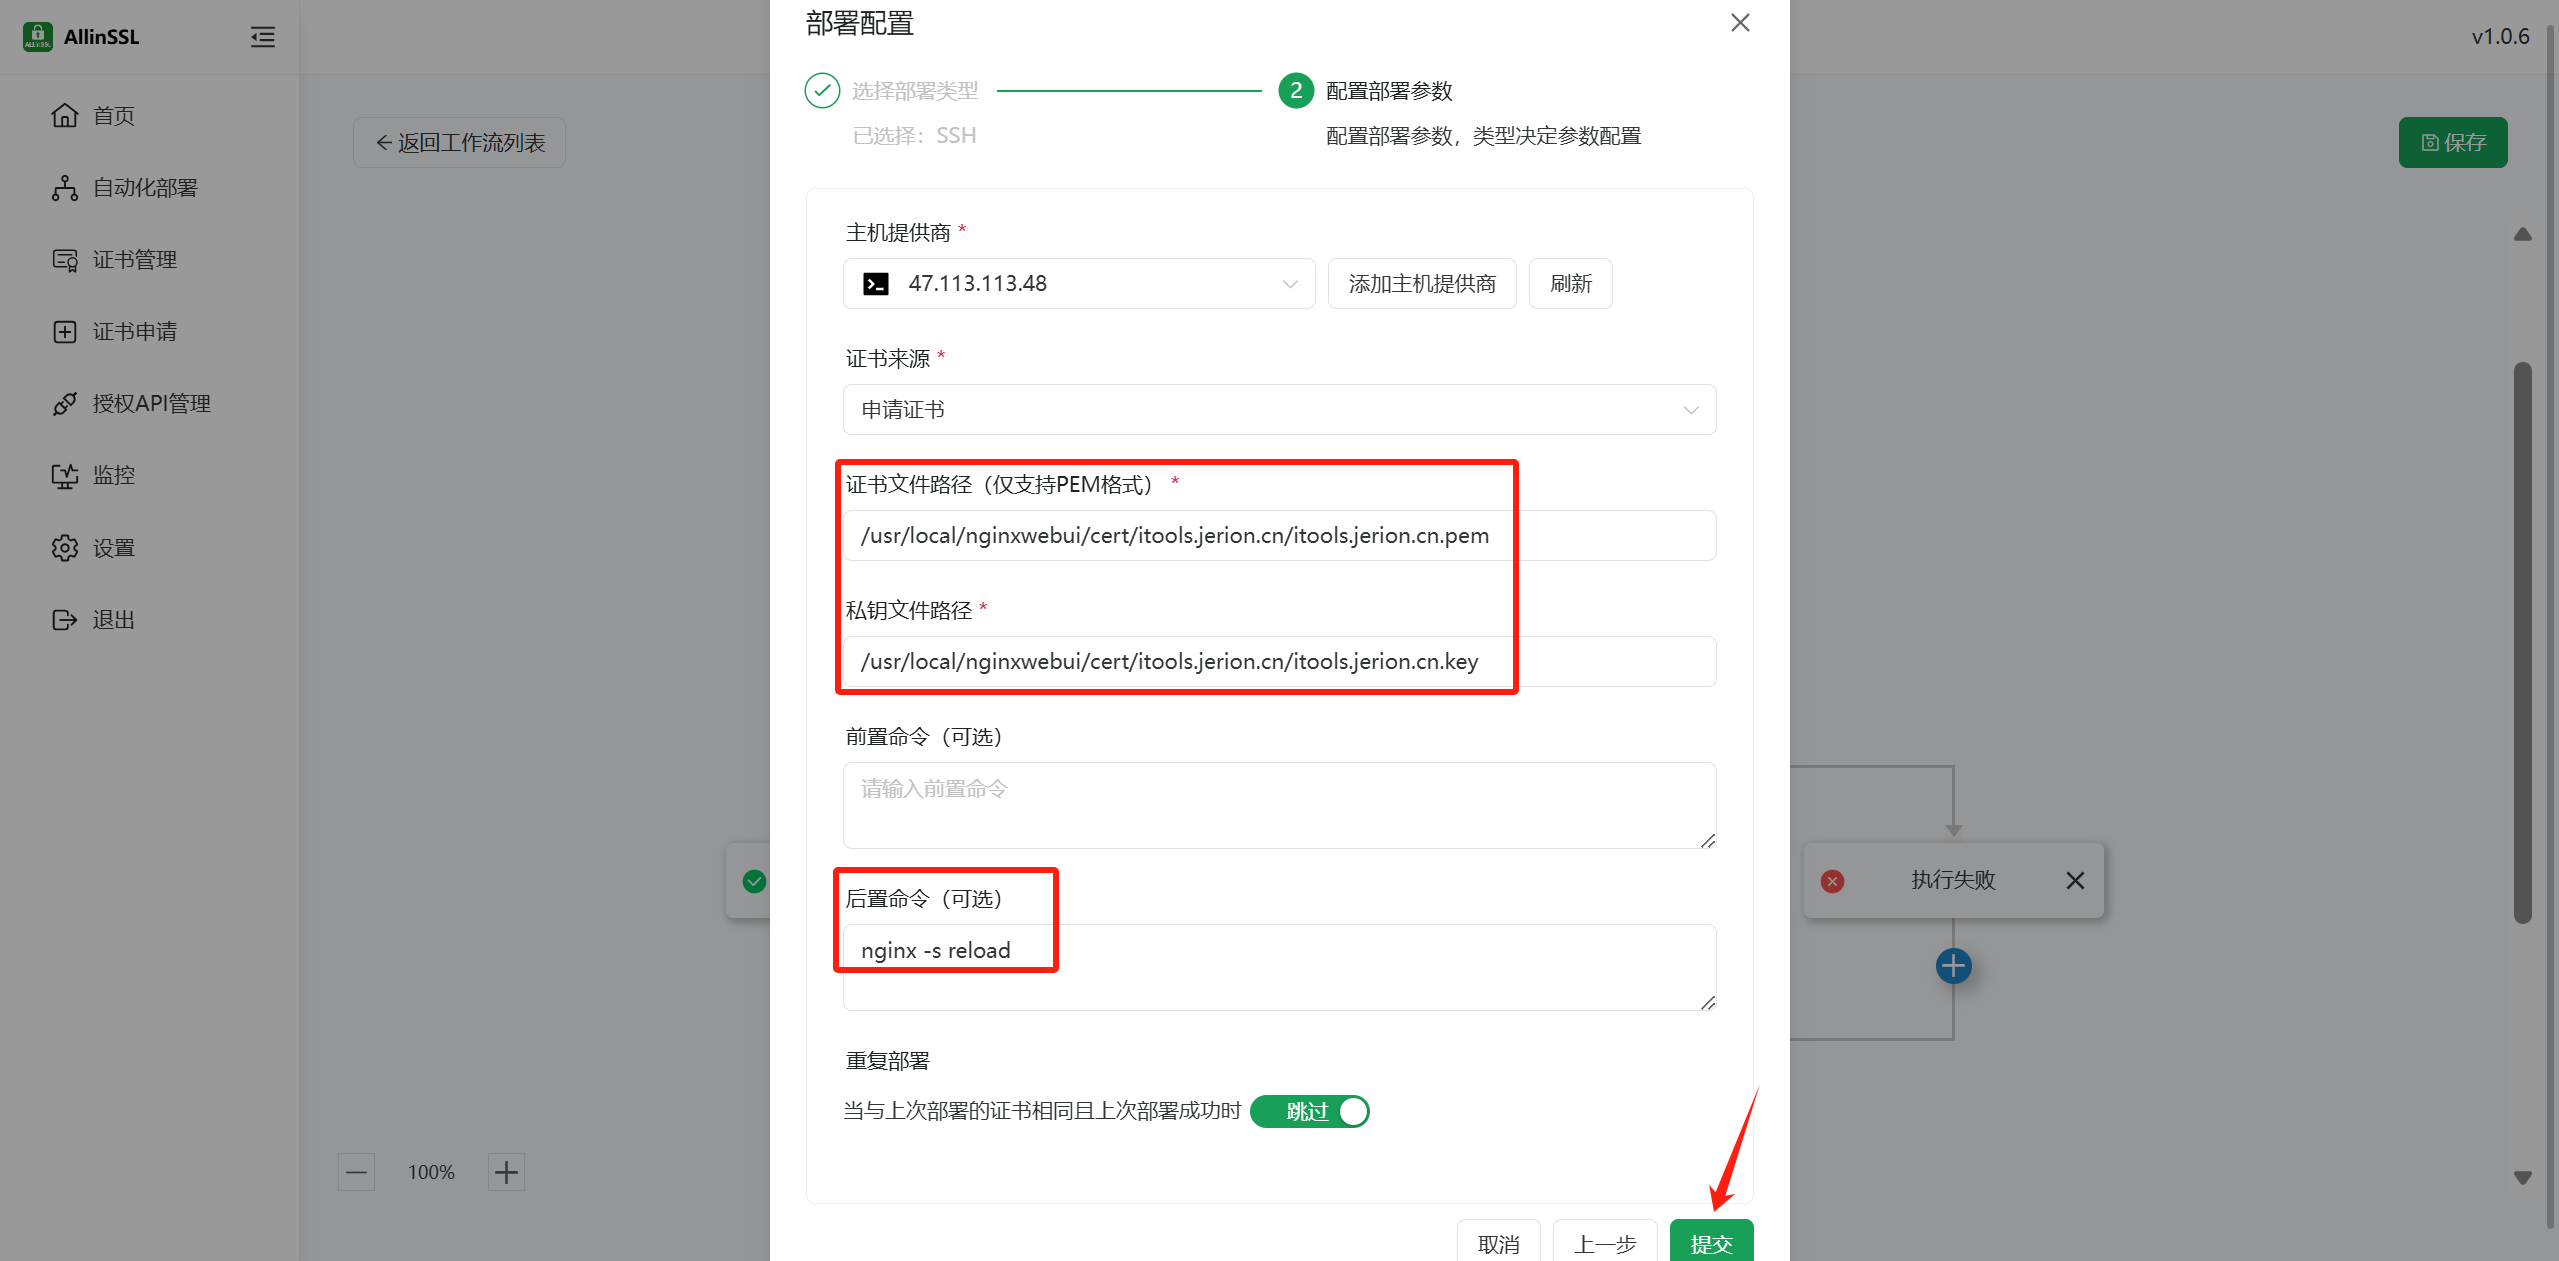 AllinSSL
首页
自动化部署
证书管理
证书申请
授权API管理
监控
设置
退出
返回工作流列表
v1.0.6
保存
部署配置
选择部署类型
已选择：SSH
2
配置部署参数
配置部署参数，类型决定参数配置
主机提供商 *
47.113.113.48
添加主机提供商
刷新
证书来源 *
申请证书
证书文件路径（仅支持PEM格式） *
/usr/local/nginxwebui/cert/itools.jerion.cn/itools.jerion.cn.pem
私钥文件路径 *
/usr/local/nginxwebui/cert/itools.jerion.cn/itools.jerion.cn.key
前置命令（可选）
请输入前置命令
后置命令（可选）
nginx -s reload
重复部署
当与上次部署的证书相同且上次部署成功时
跳过
执行失败
100%
取消
上一步
提交